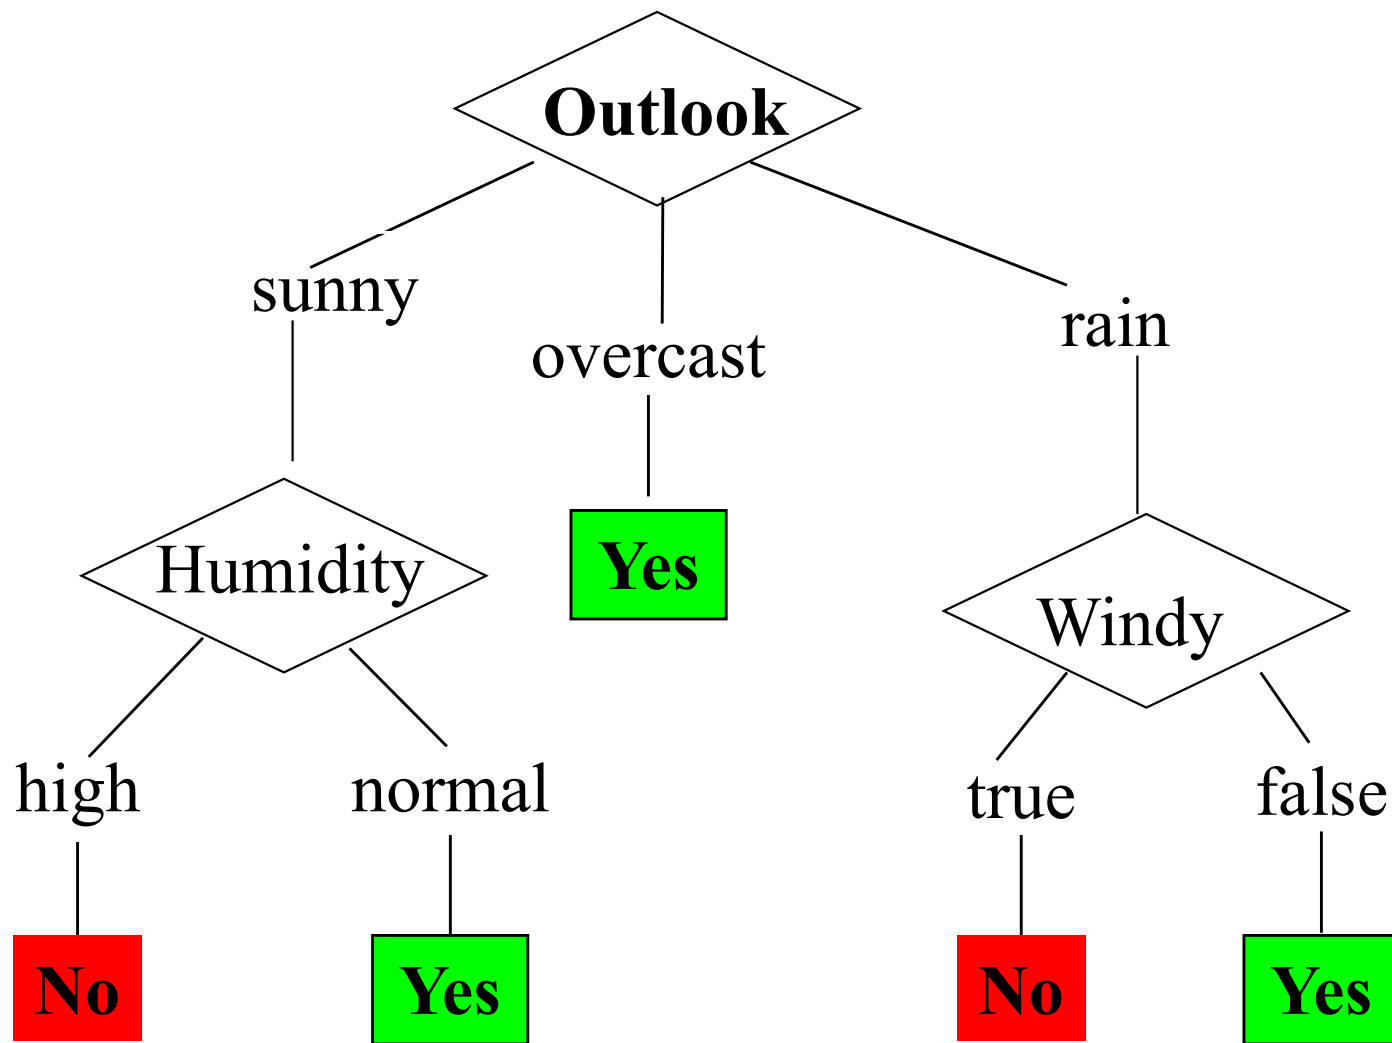 Outlook
sunny
overcast
rain
Humidity
Yes
Windy
high
normal
true
false
No
Yes
No
Yes